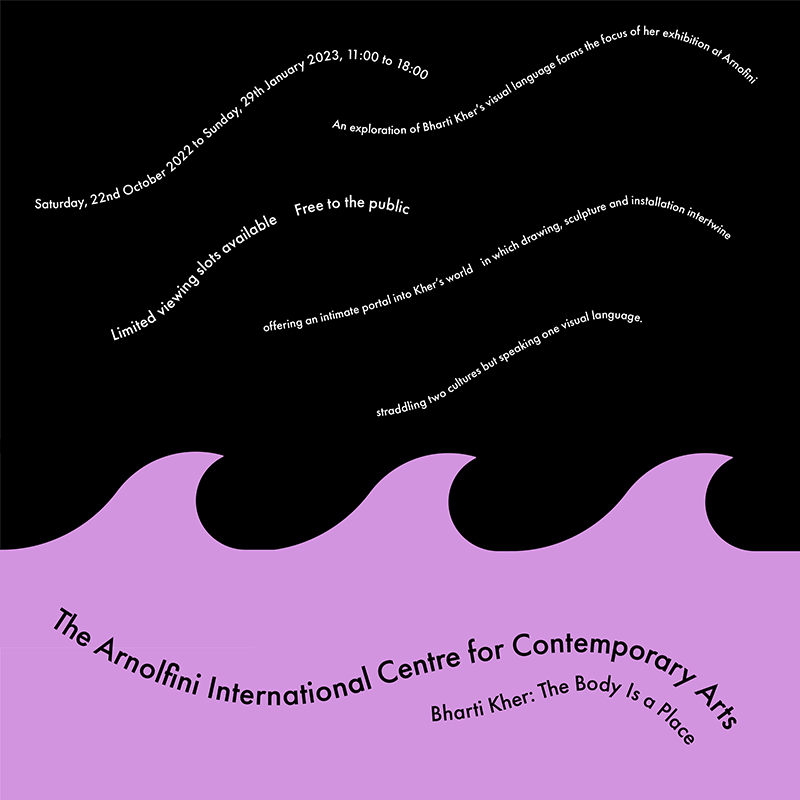 Saturday, 22nd October 2022 to Sunday, 29th January 2023, 11:00 to 18:00
An exploration of Bharti Kher's visual language forms the focus of her exhibition at Arnofini
Limited viewing slots available
Free to the public
offering an intimate portal into Kher's world
in which drawing, sculpture and installation intertwine
straddling two cultures but speaking one visual language.
The Arnolfini International Centre for Contemporary Arts
Bharti Kher: The Body Is a Place